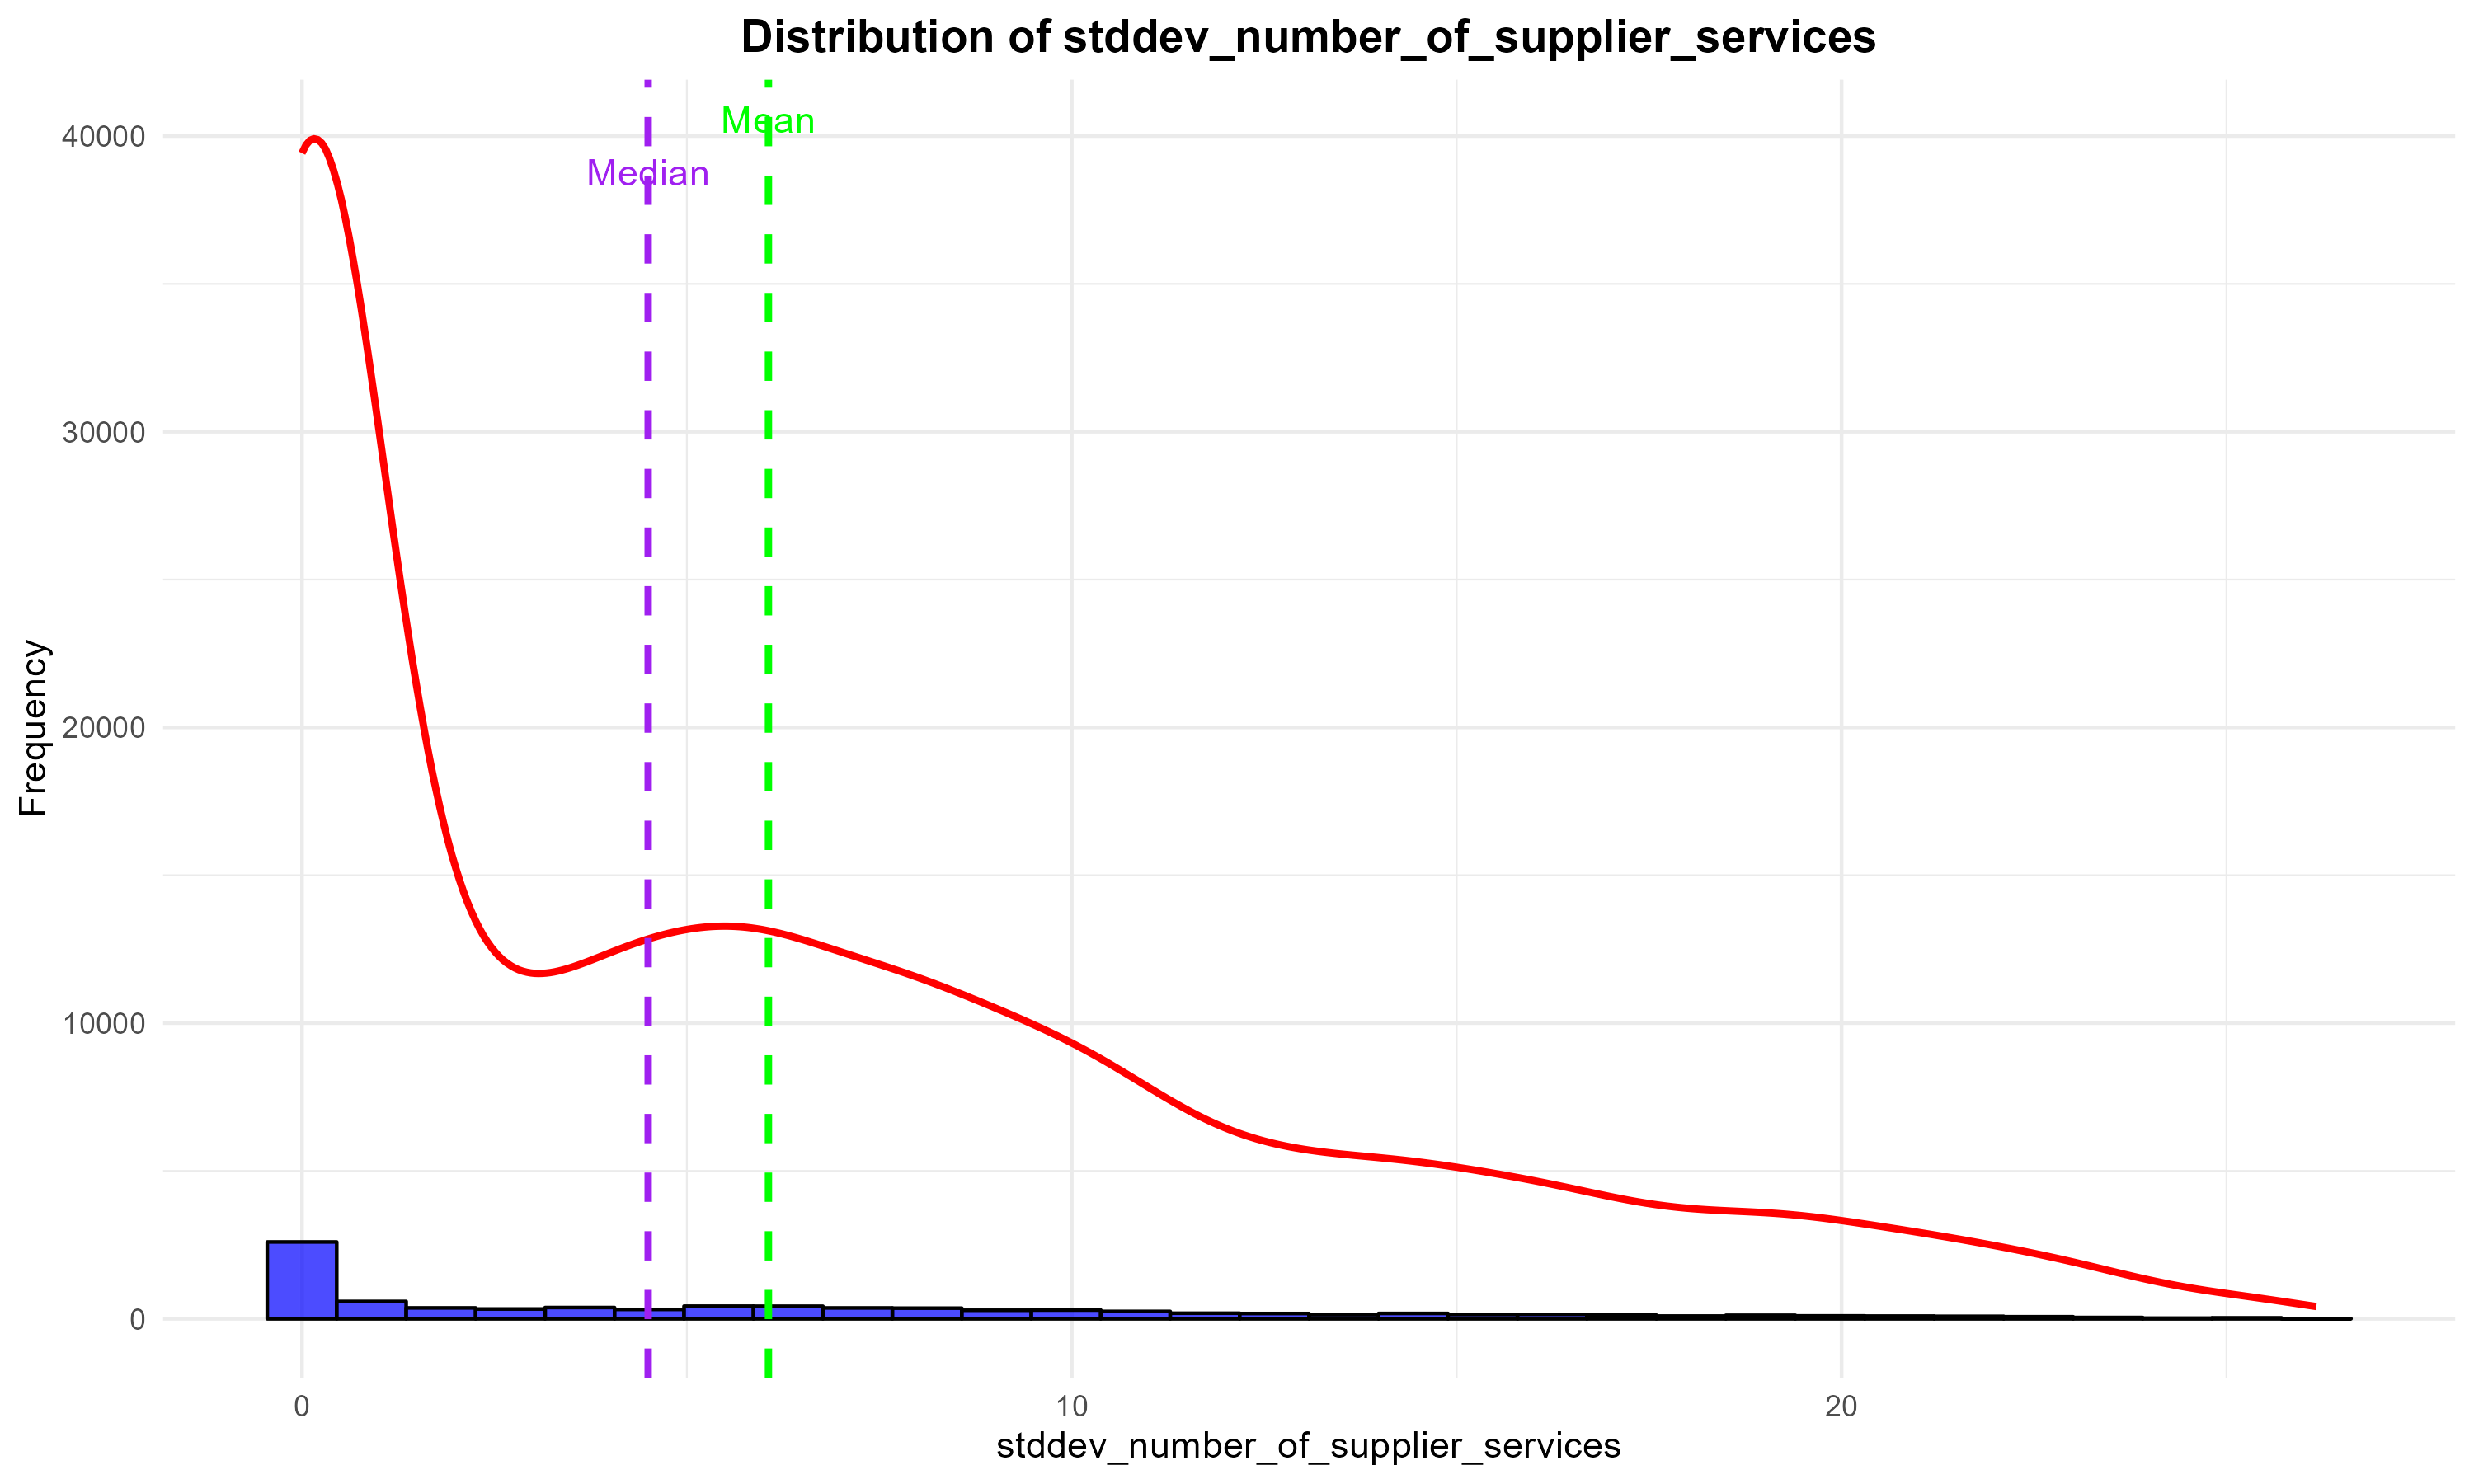 Distribution of stddev_number_of_supplier_services
Mean
Median
40000
30000
20000
10000
0
Frequency
0
10
20
stddev_number_of_supplier_services